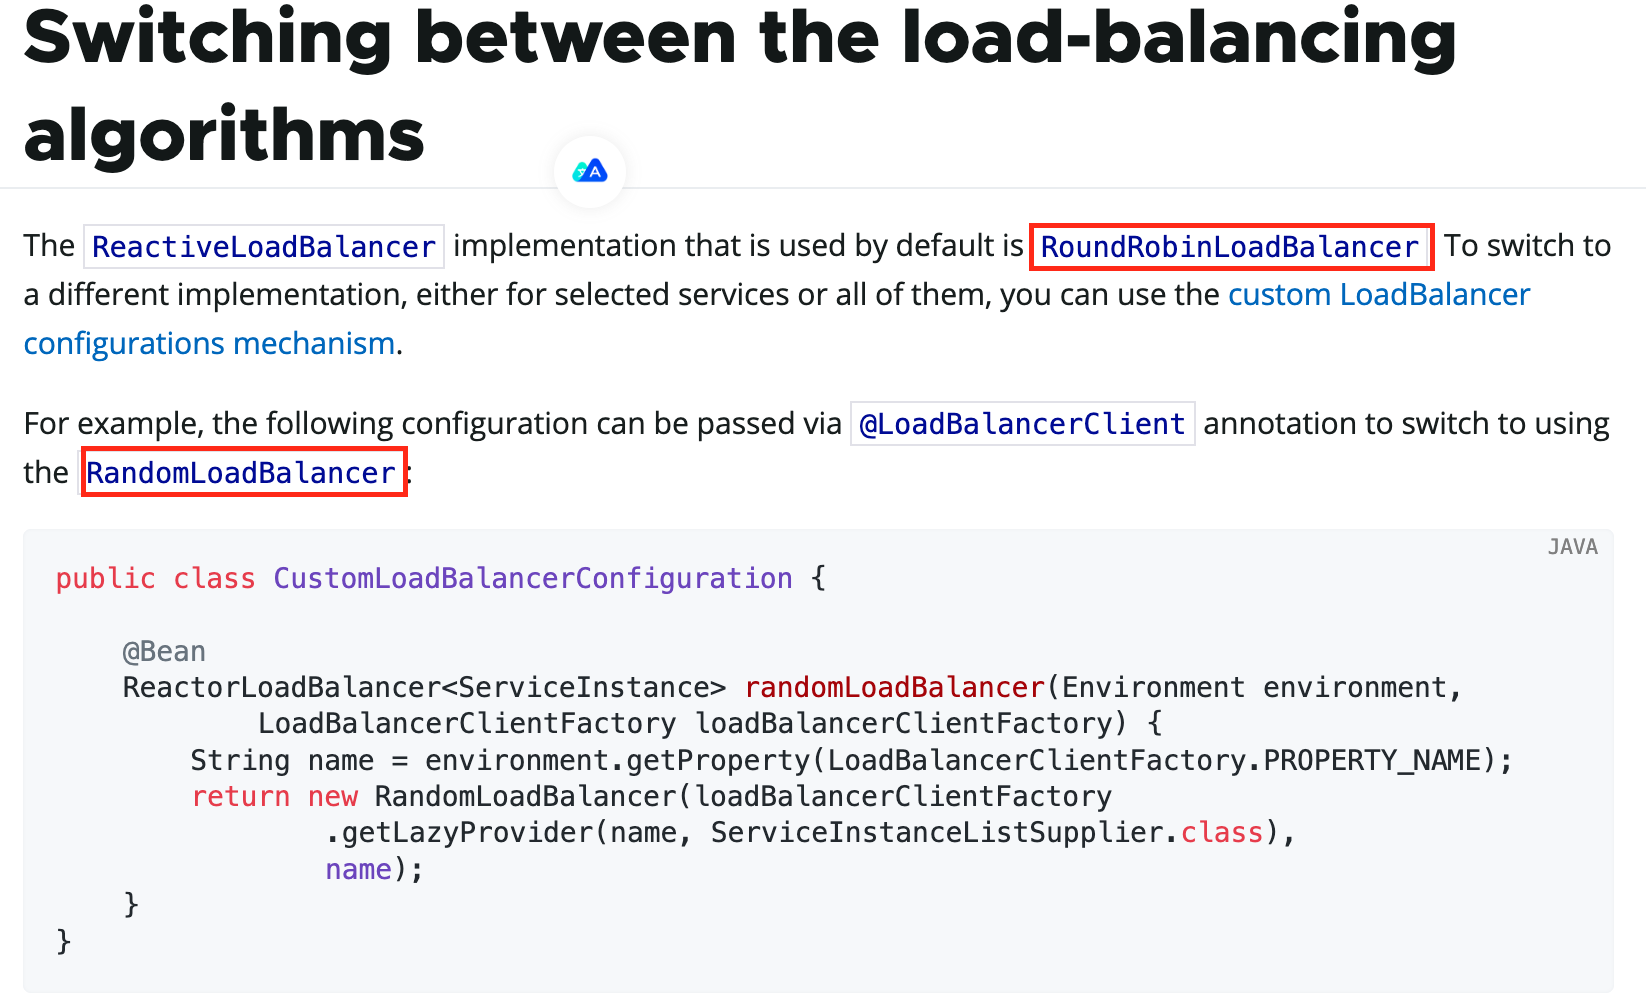 Switching between the load-balancing
algorithms
The ReactiveLoadBalancer implementation that is used by default is RoundRobinLoadBalancer To switch to
a different implementation, either for selected services or all of them, you can use the custom LoadBalancer
configurations mechanism.
For example, the following configuration can be passed via @LoadBalancerClient annotation to switch to using
the RandomLoadBalancer:
JAVA
public class CustomLoadBalancerConfiguration {
@Bean
ReactorLoadBalancer<ServiceInstance> randomLoadBalancer(Environment environment,
LoadBalancerClientFactory loadBalancerClientFactory) {
String name = environment.getProperty(LoadBalancerClientFactory.PROPERTY_NAME);
return new RandomLoadBalancer(loadBalancerClientFactory
.getLazyProvider(name, ServiceInstanceListSupplier.class),
name);
}
}